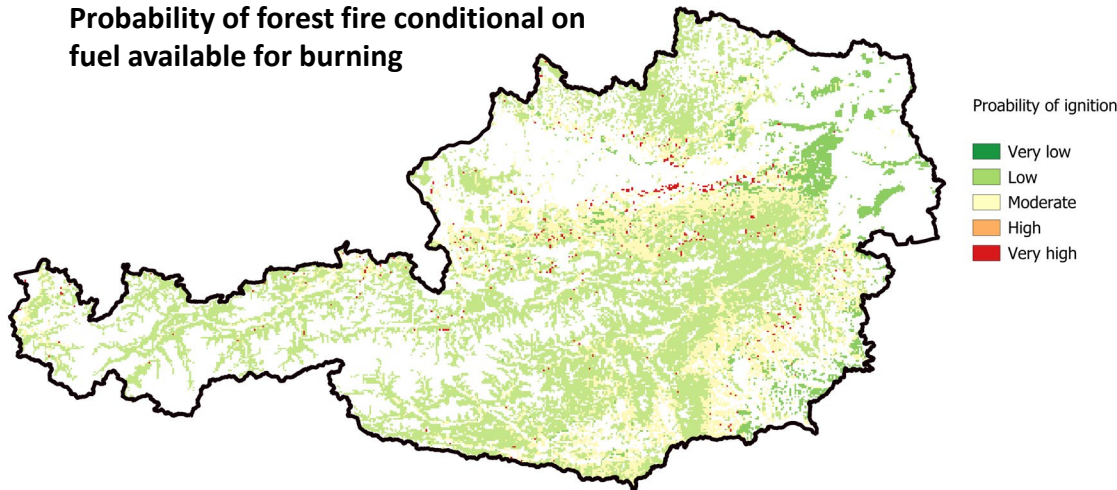 Probability of forest fire conditional on
fuel available for burning
Proability of ignition
Very low
Low
Moderate
High
Very high